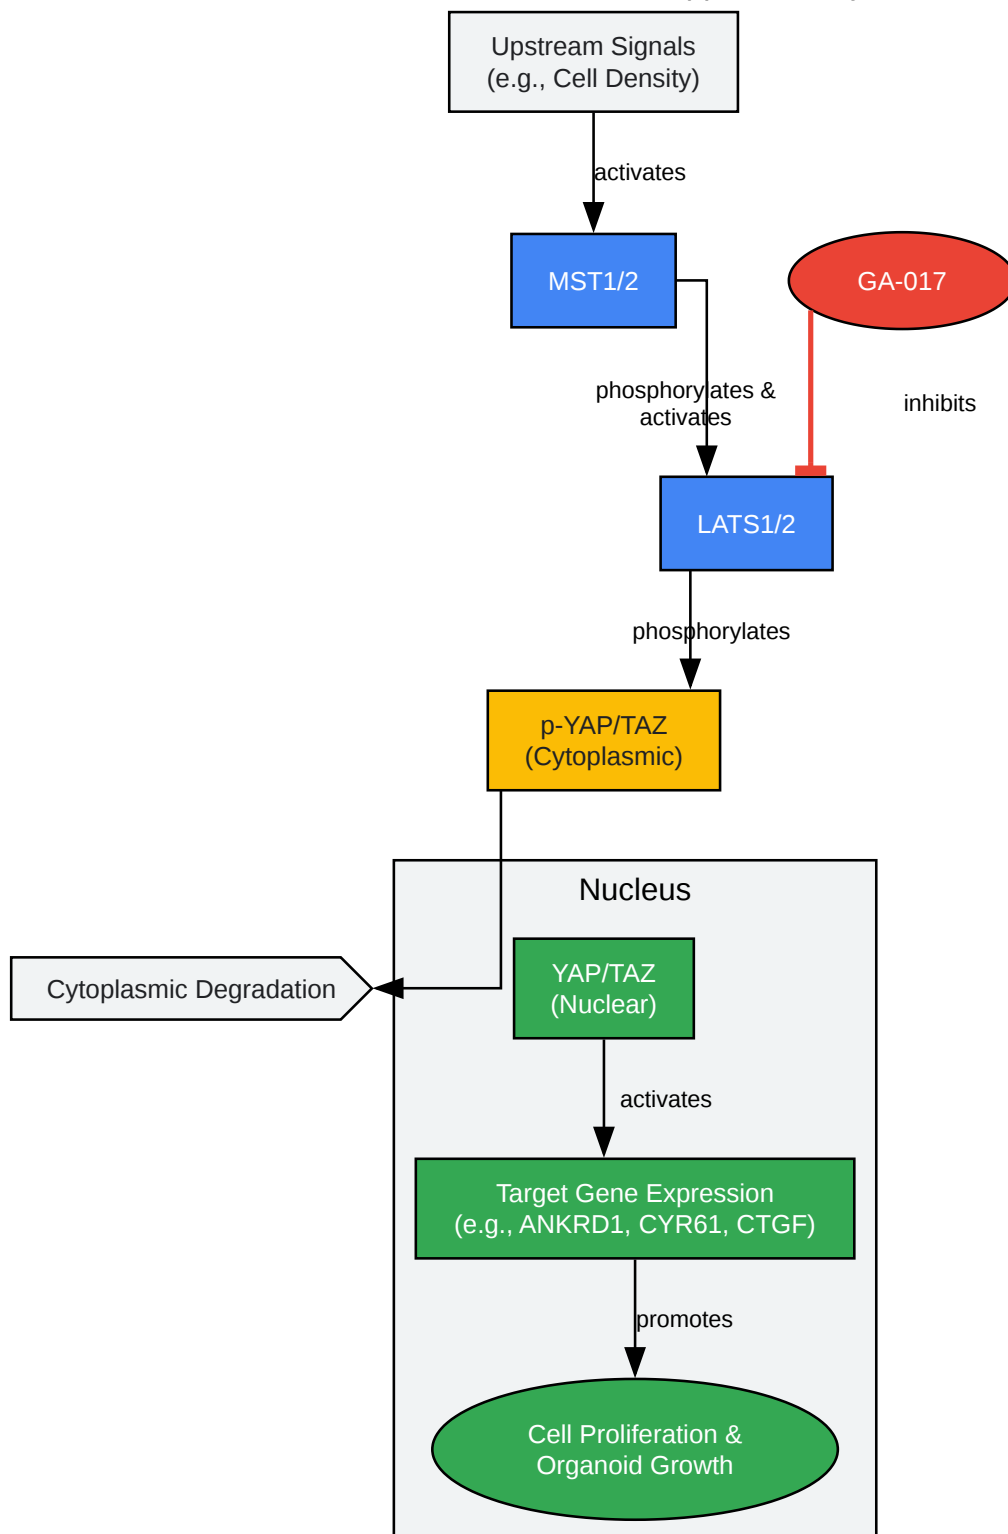 Upstream Signals
(e.g., Cell Density)
activates
MST1/2
GA-017
phosphorylates &
activates
inhibits
LATS1/2
phosphorylates
p-YAP/TAZ
(Cytoplasmic)
Nucleus
Cytoplasmic Degradation
YAP/TAZ
(Nuclear)
activates
Target Gene Expression
(e.g., ANKRD1, CYR61, CTGF)
promotes
Cell Proliferation &
Organoid Growth